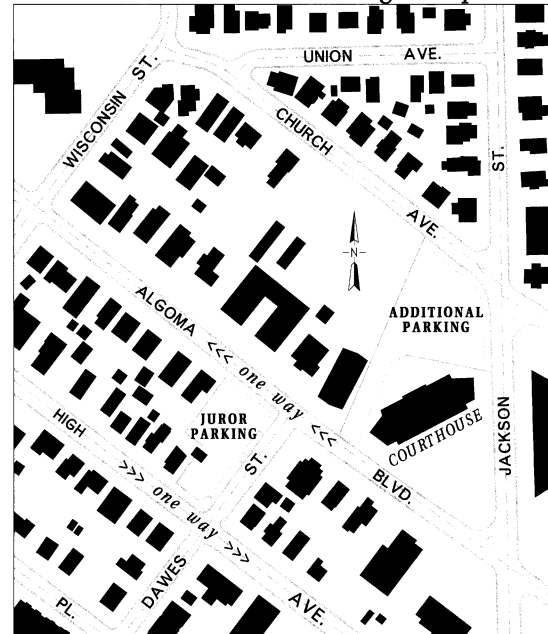 UNION AVE.
WISCONSIN ST.
CHURCH AVE.
ST.
-N-
ADDITIONAL
PARKING
ALGOMA <<< one way <<< BLVD.
JUROR
PARKING
COURTHOUSE
JACKSON
HIGH >>> one way >>> AVE.
ST.
DAWES
PL.